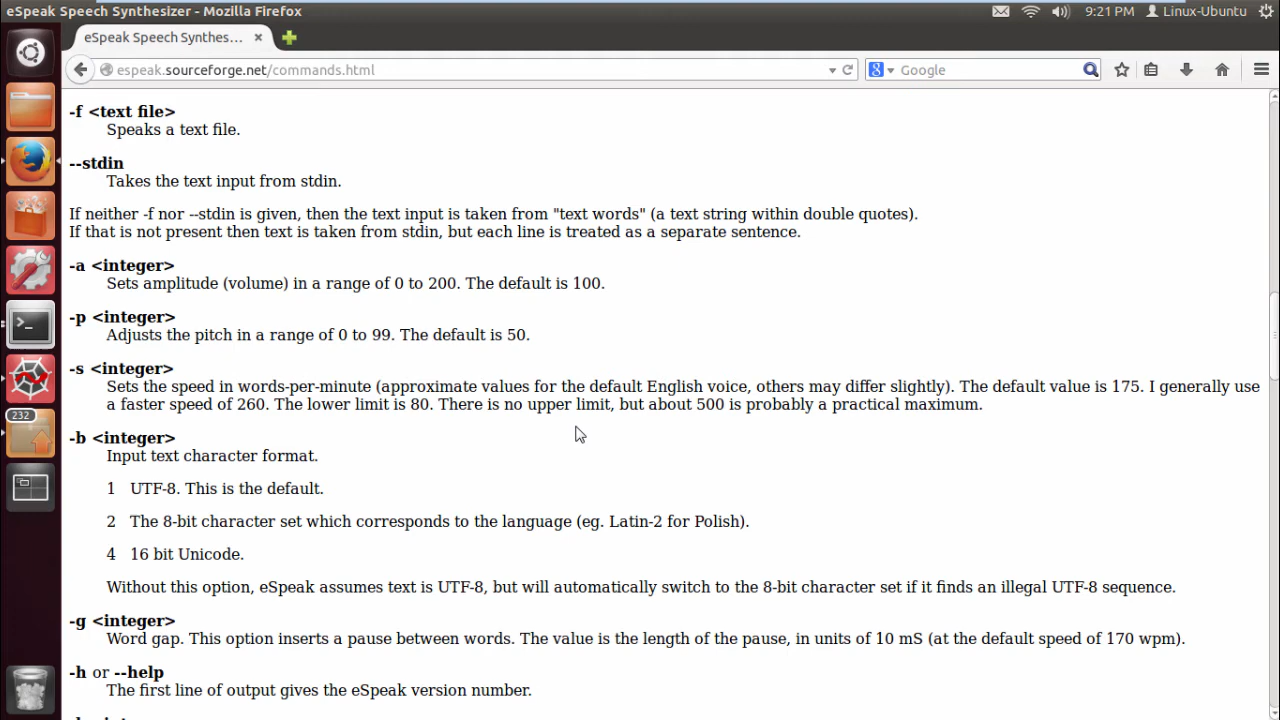 eSpeak Speech Synthesizer - Mozilla Firefox
9:21 PM
Linux-Ubuntu
eSpeak Speech Synthes...
espeak.sourceforge.net/commands.html
Google
-f <text file>
Speaks a text file.
--stdin
Takes the text input from stdin.
If neither -f nor --stdin is given, then the text input is taken from "text words" (a text string within double quotes).
If that is not present then text is taken from stdin, but each line is treated as a separate sentence.
-a <integer>
Sets amplitude (volume) in a range of 0 to 200. The default is 100.
-p <integer>
Adjusts the pitch in a range of 0 to 99. The default is 50.
-s <integer>
Sets the speed in words-per-minute (approximate values for the default English voice, others may differ slightly). The default value is 175. I generally use
a faster speed of 260. The lower limit is 80. There is no upper limit, but about 500 is probably a practical maximum.
232
-b <integer>
Input text character format.
1 UTF-8. This is the default.
2 The 8-bit character set which corresponds to the language (eg. Latin-2 for Polish).
4 16 bit Unicode.
Without this option, eSpeak assumes text is UTF-8, but will automatically switch to the 8-bit character set if it finds an illegal UTF-8 sequence.
-g <integer>
Word gap. This option inserts a pause between words. The value is the length of the pause, in units of 10 mS (at the default speed of 170 wpm).
-h or --help
The first line of output gives the eSpeak version number.